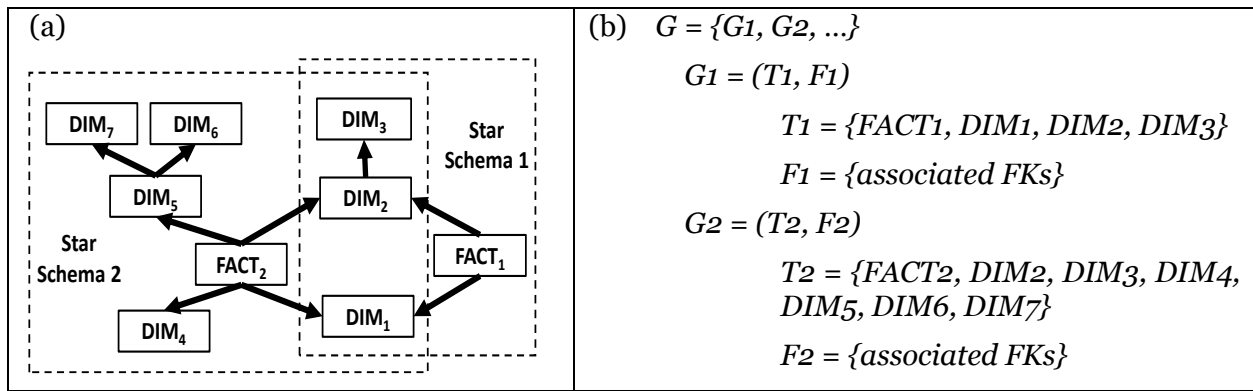 (a)
DIM7 DIM6 DIM3
Star
Schema 1
DIM5 DIM2
Star
Schema 2
FACT2 FACT1
DIM4 DIM1
(b) G = {G1, G2, ...}
G1 = (T1, F1)
T1 = {FACT1, DIM1, DIM2, DIM3}
F1 = {associated FKs}
G2 = (T2, F2)
T2 = {FACT2, DIM2, DIM3, DIM4,
DIM5, DIM6, DIM7}
F2 = {associated FKs}